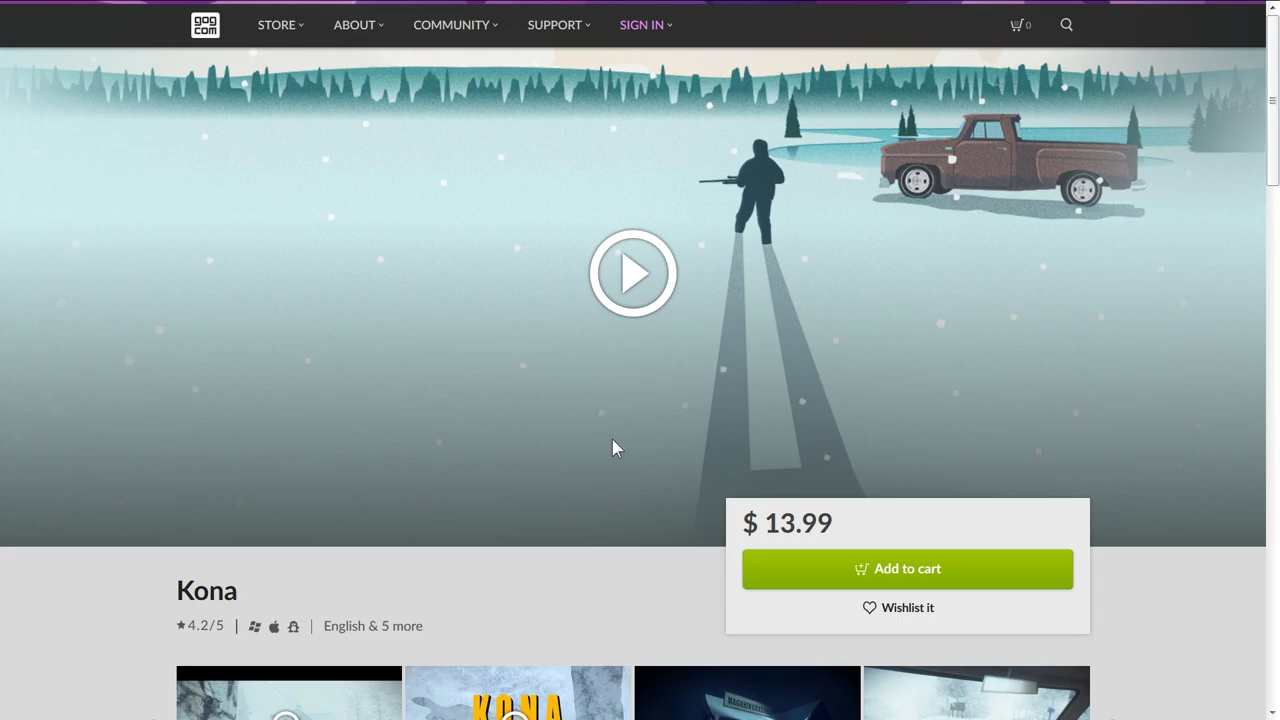 gog
com
STORE
ABOUT
COMMUNITY
SUPPORT
SIGN IN
0
$ 13.99
Add to cart
Wishlist it
Kona
4.2/5
English & 5 more
KONA